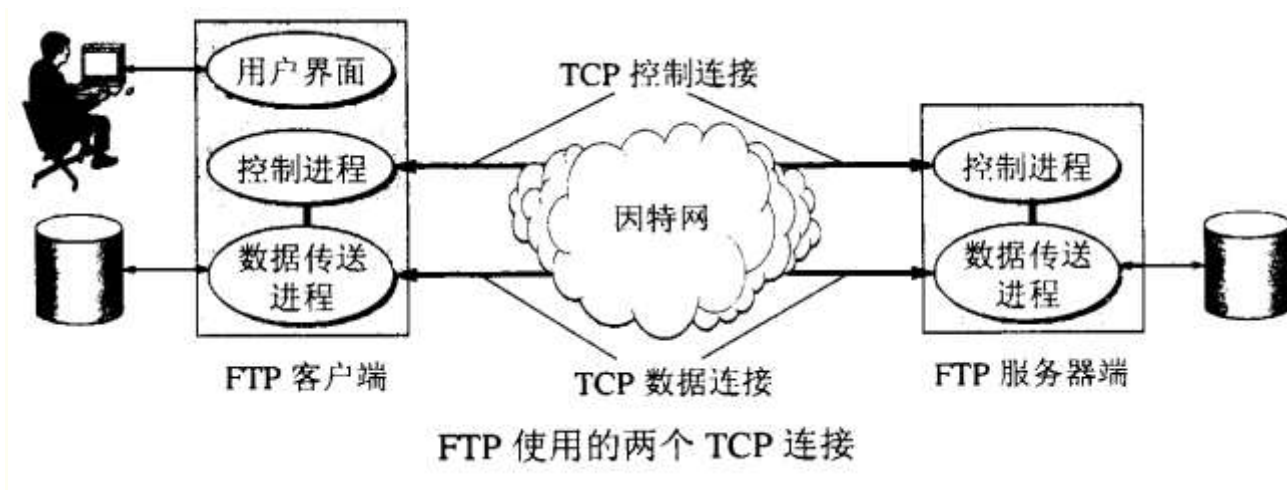 用户界面
TCP 控制连接
控制进程
控制进程
因特网
数据传送
进程
数据传送
进程
FTP 客户端
TCP 数据连接
FTP 服务器端
FTP 使用的两个 TCP 连接